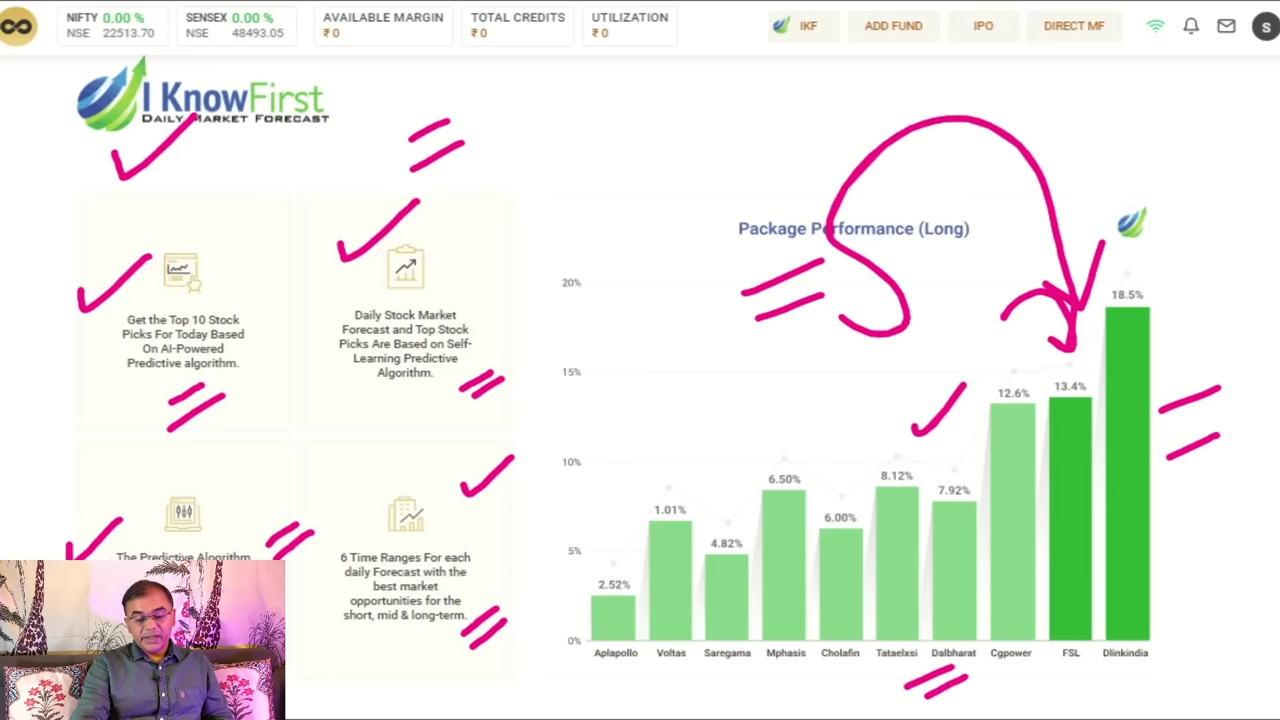 NIFTY 0.00 %
NSE 22513.70
SENSEX 0.00 %
NSE 48493.05
AVAILABLE MARGIN
₹ 0
TOTAL CREDITS
₹ 0
UTILIZATION
₹ 0
IKF
ADD FUND
IPO
DIRECT MF
S
I KnowFirst
DAILY MARKET FORECAST
Get the Top 10 Stock
Picks For Today Based
On AI-Powered
Predictive algorithm.
Daily Stock Market
Forecast and Top Stock
Picks Are Based on Self-
Learning Predictive
Algorithm.
The Predictive Algorithm
6 Time Ranges For each
daily Forecast with the
best market
opportunities for the
short, mid & long-term.
Package Performance (Long)
20%
15%
10%
5%
0%
2.52%
1.01%
4.82%
6.50%
6.00%
8.12%
7.92%
12.6%
13.4%
18.5%
Aplapollo
Voltas
Saregama
Mphasis
Cholafin
Tataelxsi
Dalbharat
Cgpower
FSL
Dlinkindia